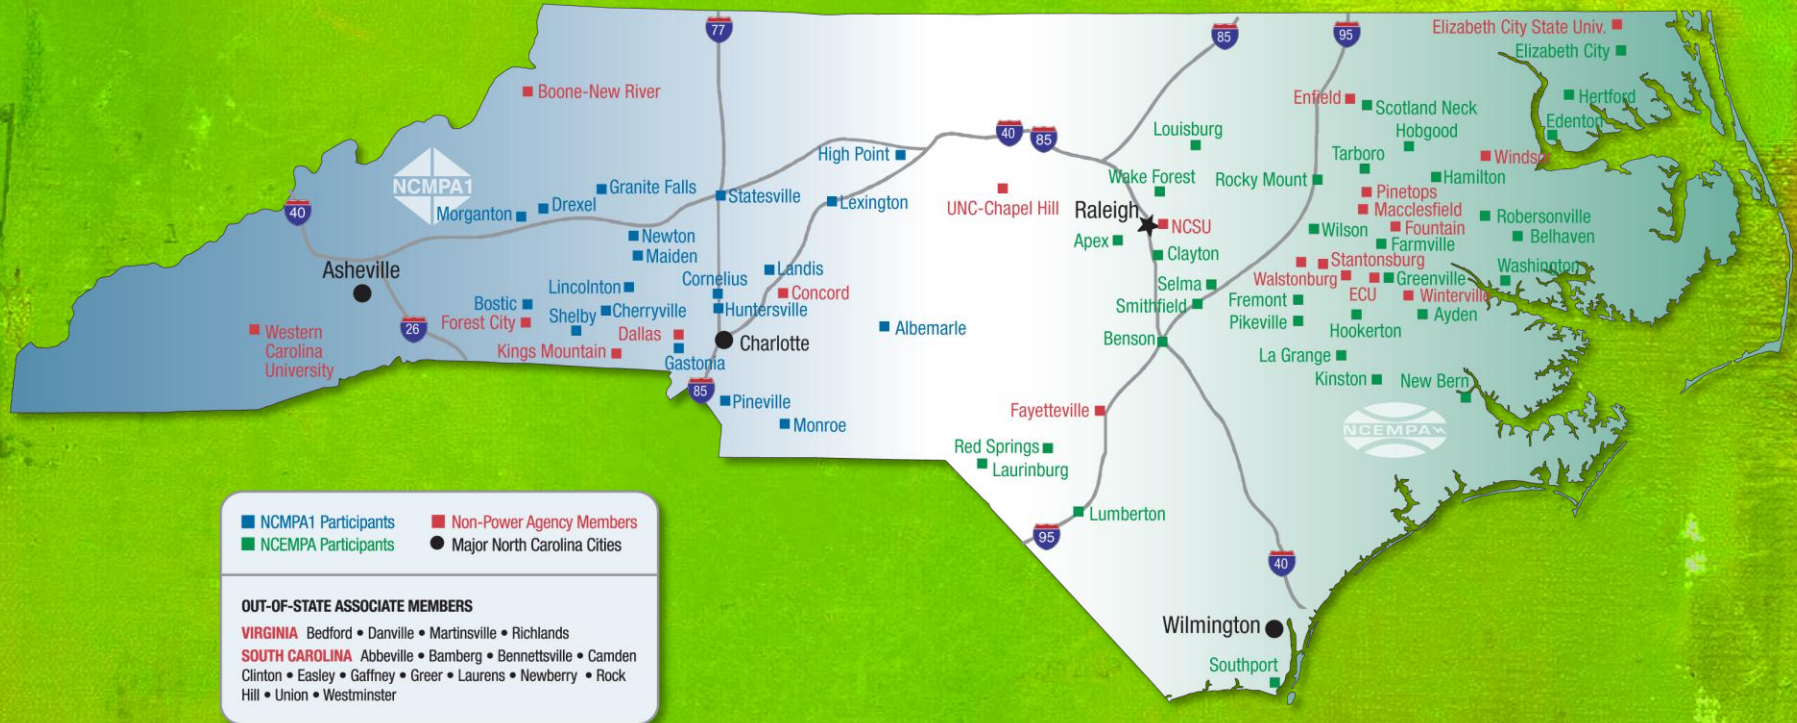 77
85
95
Elizabeth City State Univ.
Elizabeth City
Boone-New River
Enfield
Scotland Neck
Hertford
Edenton
Hobgood
Louisburg
40
85
High Point
Tarboro
Windsor
NCMPA1
Granite Falls
Statesville
Wake Forest
Rocky Mount
Hamilton
Pinetops
40
Morganton
Drexel
Lexington
UNC-Chapel Hill
Raleigh
NCSU
Macclesfield
Robersonville
Newton
Apex
Wilson
Fountain
Belhaven
Maiden
Clayton
Farmville
Asheville
Cornelius
Landis
Stantonsburg
Washington
Lincolnton
Concord
Selma
Walstonburg
Greenville
Bostic
Cherryville
Huntersville
Smithfield
Fremont
ECU
Winterville
Shelby
Forest City
Pikeville
Ayden
Western
Carolina
University
26
Dallas
Albemarle
Hookerton
Kings Mountain
Charlotte
Benson
La Grange
Gastonia
85
Kinston
New Bern
Pineville
Fayetteville
Monroe
NCEMPA
Red Springs
Laurinburg
Lumberton
95
40
Wilmington
Southport
NCMPA1 Participants
Non-Power Agency Members
NCEMPA Participants
Major North Carolina Cities
OUT-OF-STATE ASSOCIATE MEMBERS
VIRGINIA Bedford • Danville • Martinsville • Richlands
SOUTH CAROLINA Abbeville • Bamberg • Bennettsville • Camden
Clinton • Easley • Gaffney • Greer • Laurens • Newberry • Rock
Hill • Union • Westminster